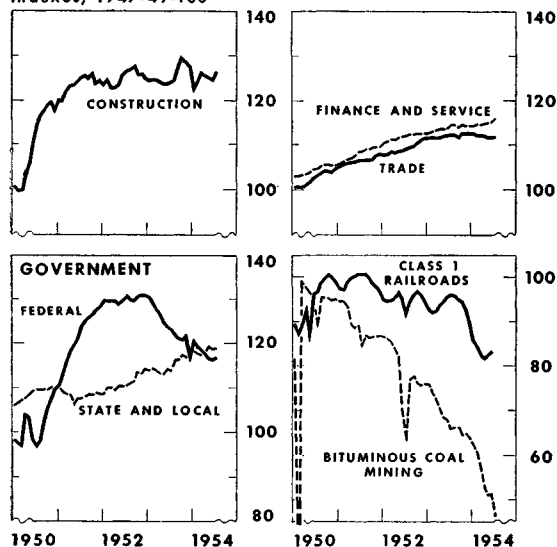 Indexes, 1947-49=100
140
120
100
CONSTRUCTION
140
120
100
FINANCE AND SERVICE
TRADE
GOVERNMENT
FEDERAL
STATE AND LOCAL
140
120
100
80
1950 1952 1954
CLASS 1
RAILROADS
BITUMINOUS COAL
MINING
100
80
60
1950 1952 1954